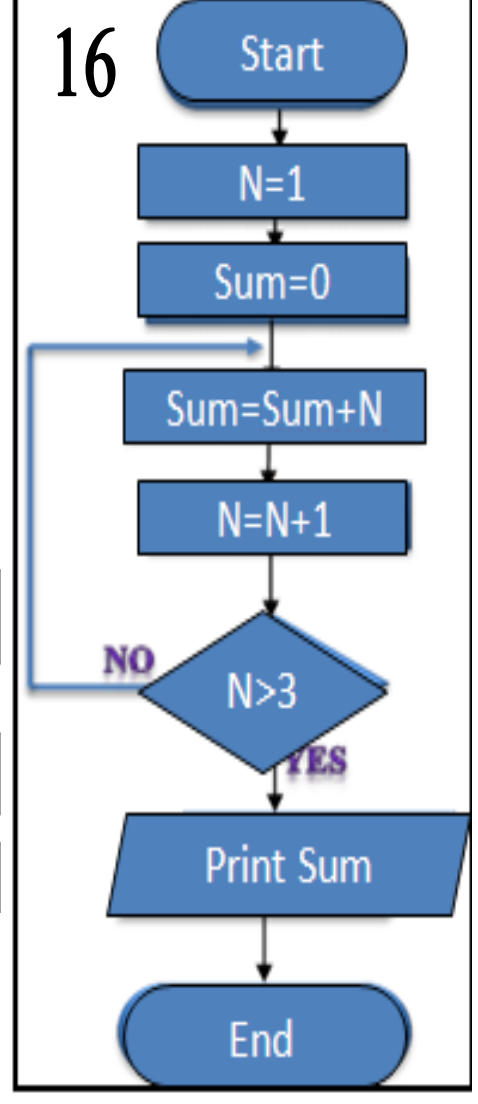 16
Start
N=1
Sum=0
Sum=Sum+N
N=N+1
NO
N>3
YES
Print Sum
End